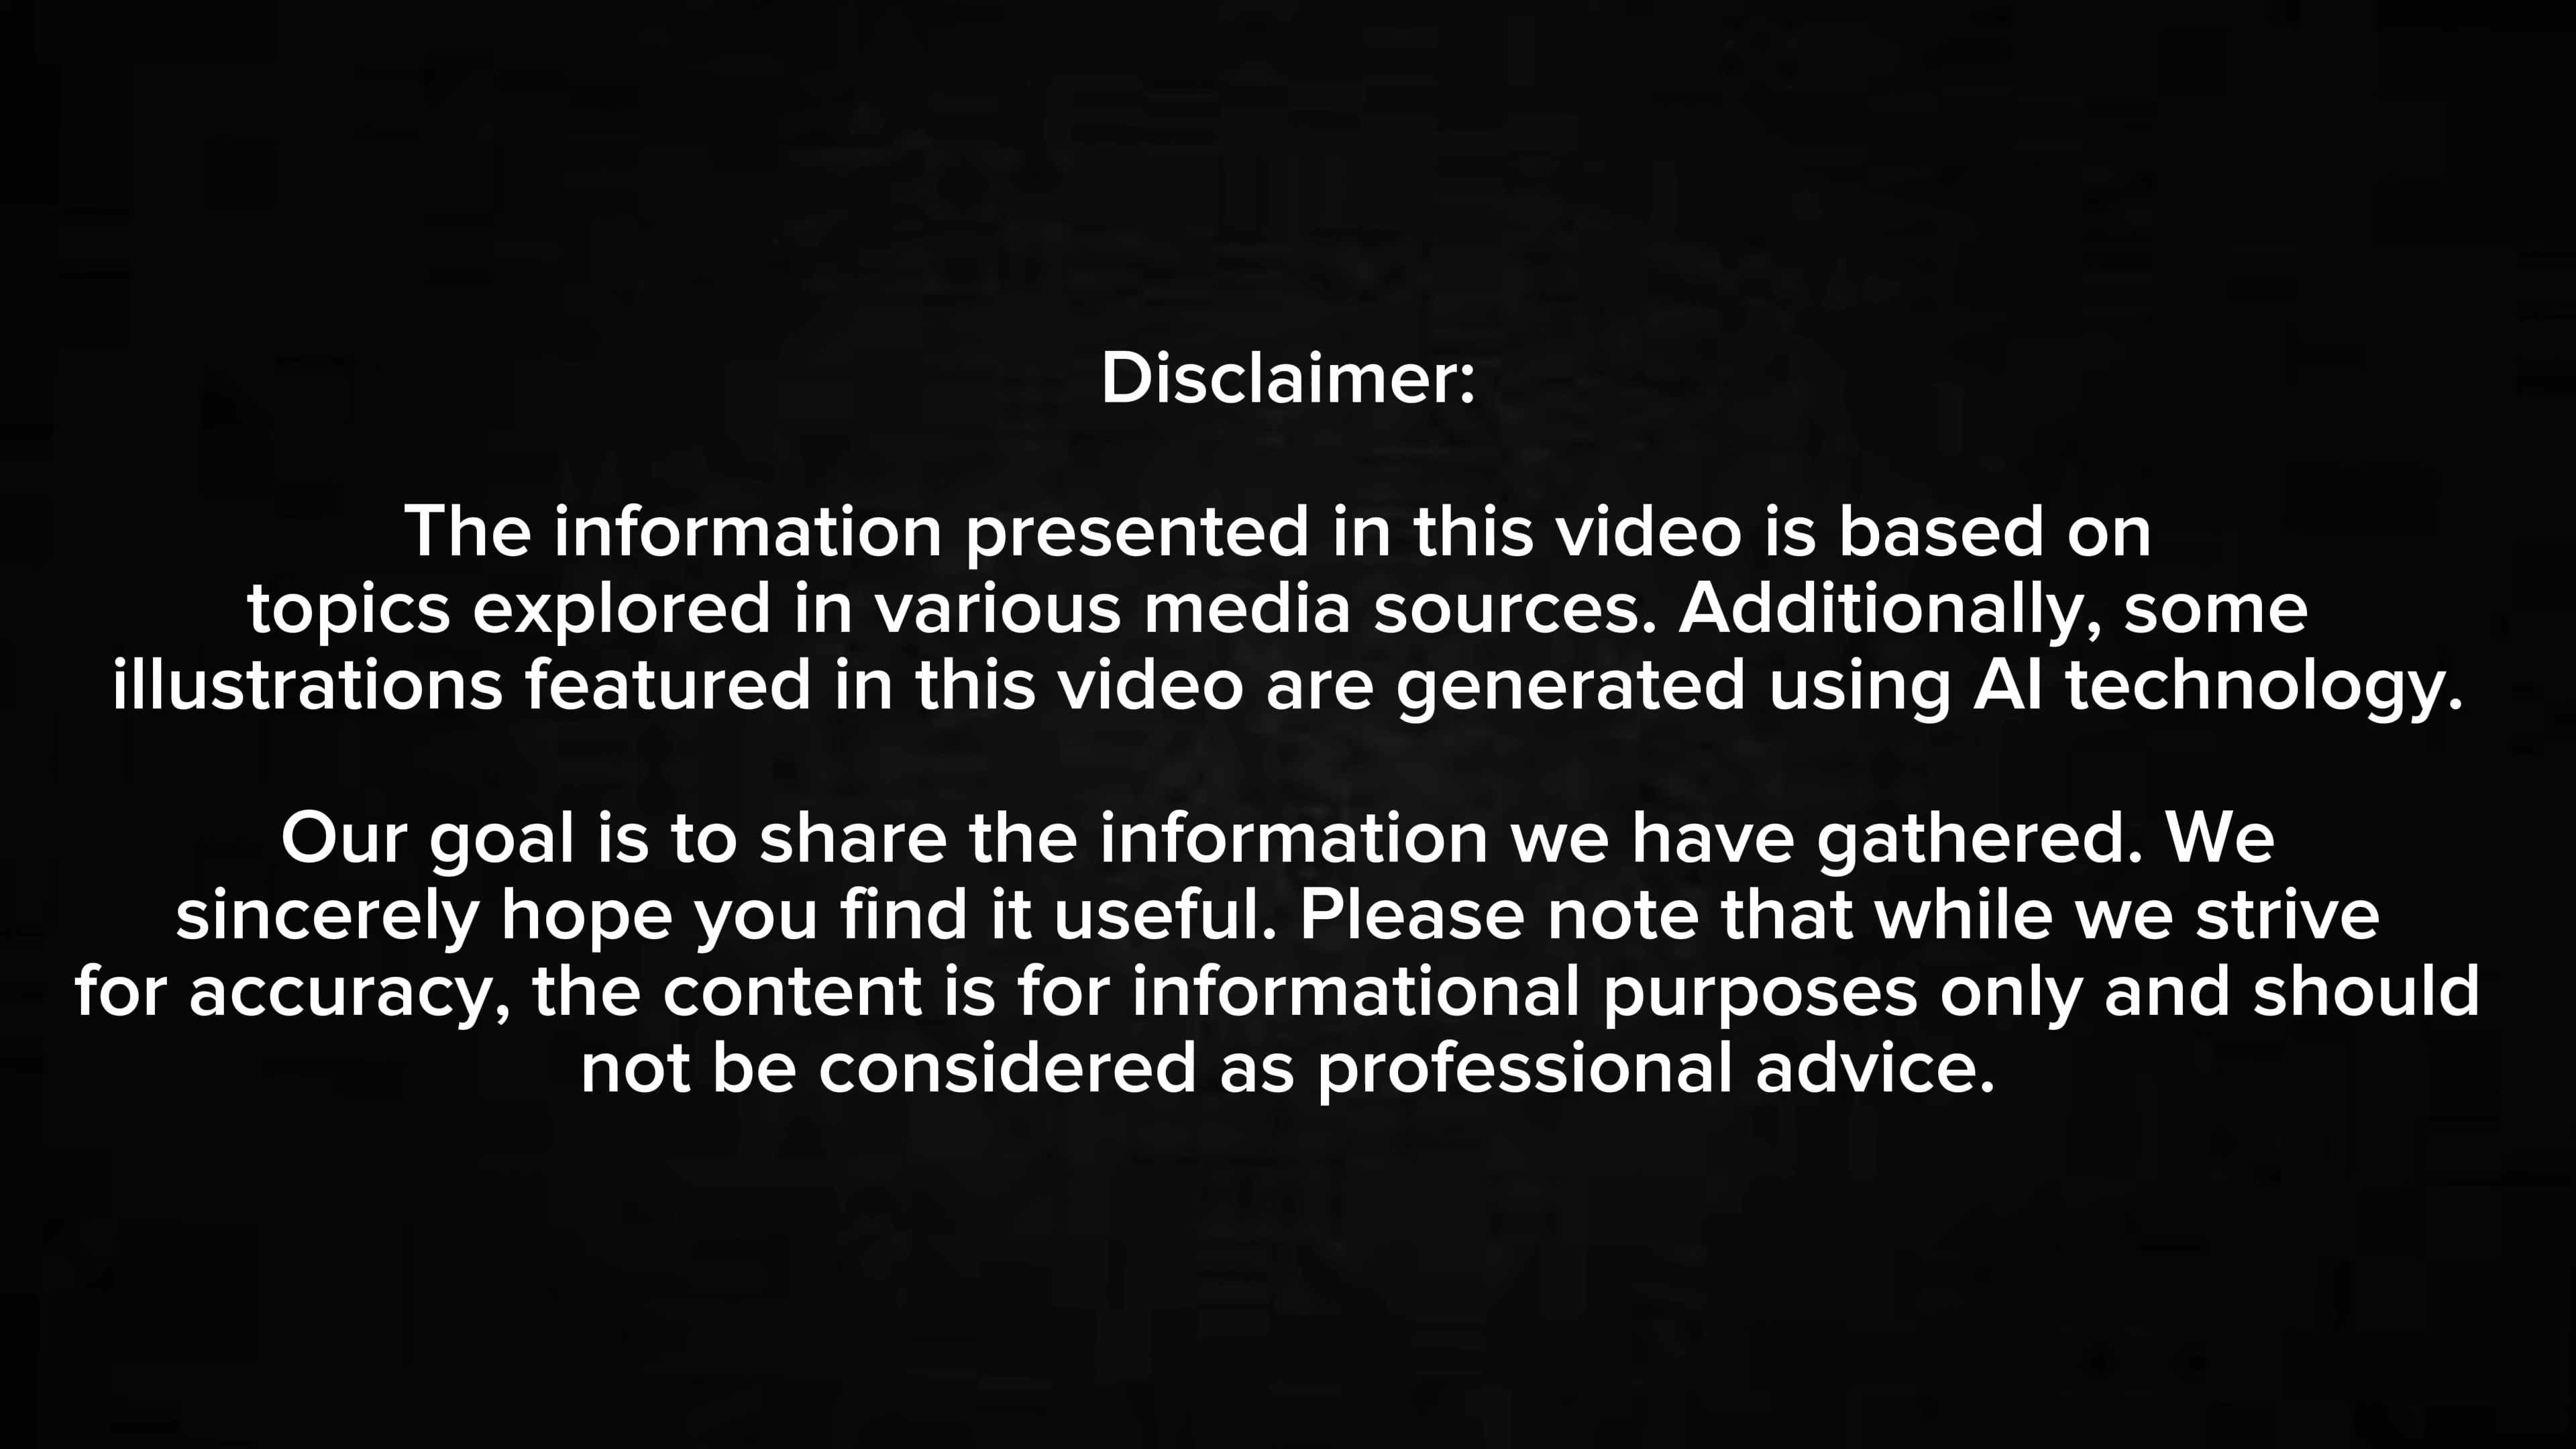 Disclaimer:
The information presented in this video is based on
topics explored in various media sources. Additionally, some
illustrations featured in this video are generated using AI technology.
Our goal is to share the information we have gathered. We
sincerely hope you find it useful. Please note that while we strive
for accuracy, the content is for informational purposes only and should
not be considered as professional advice.